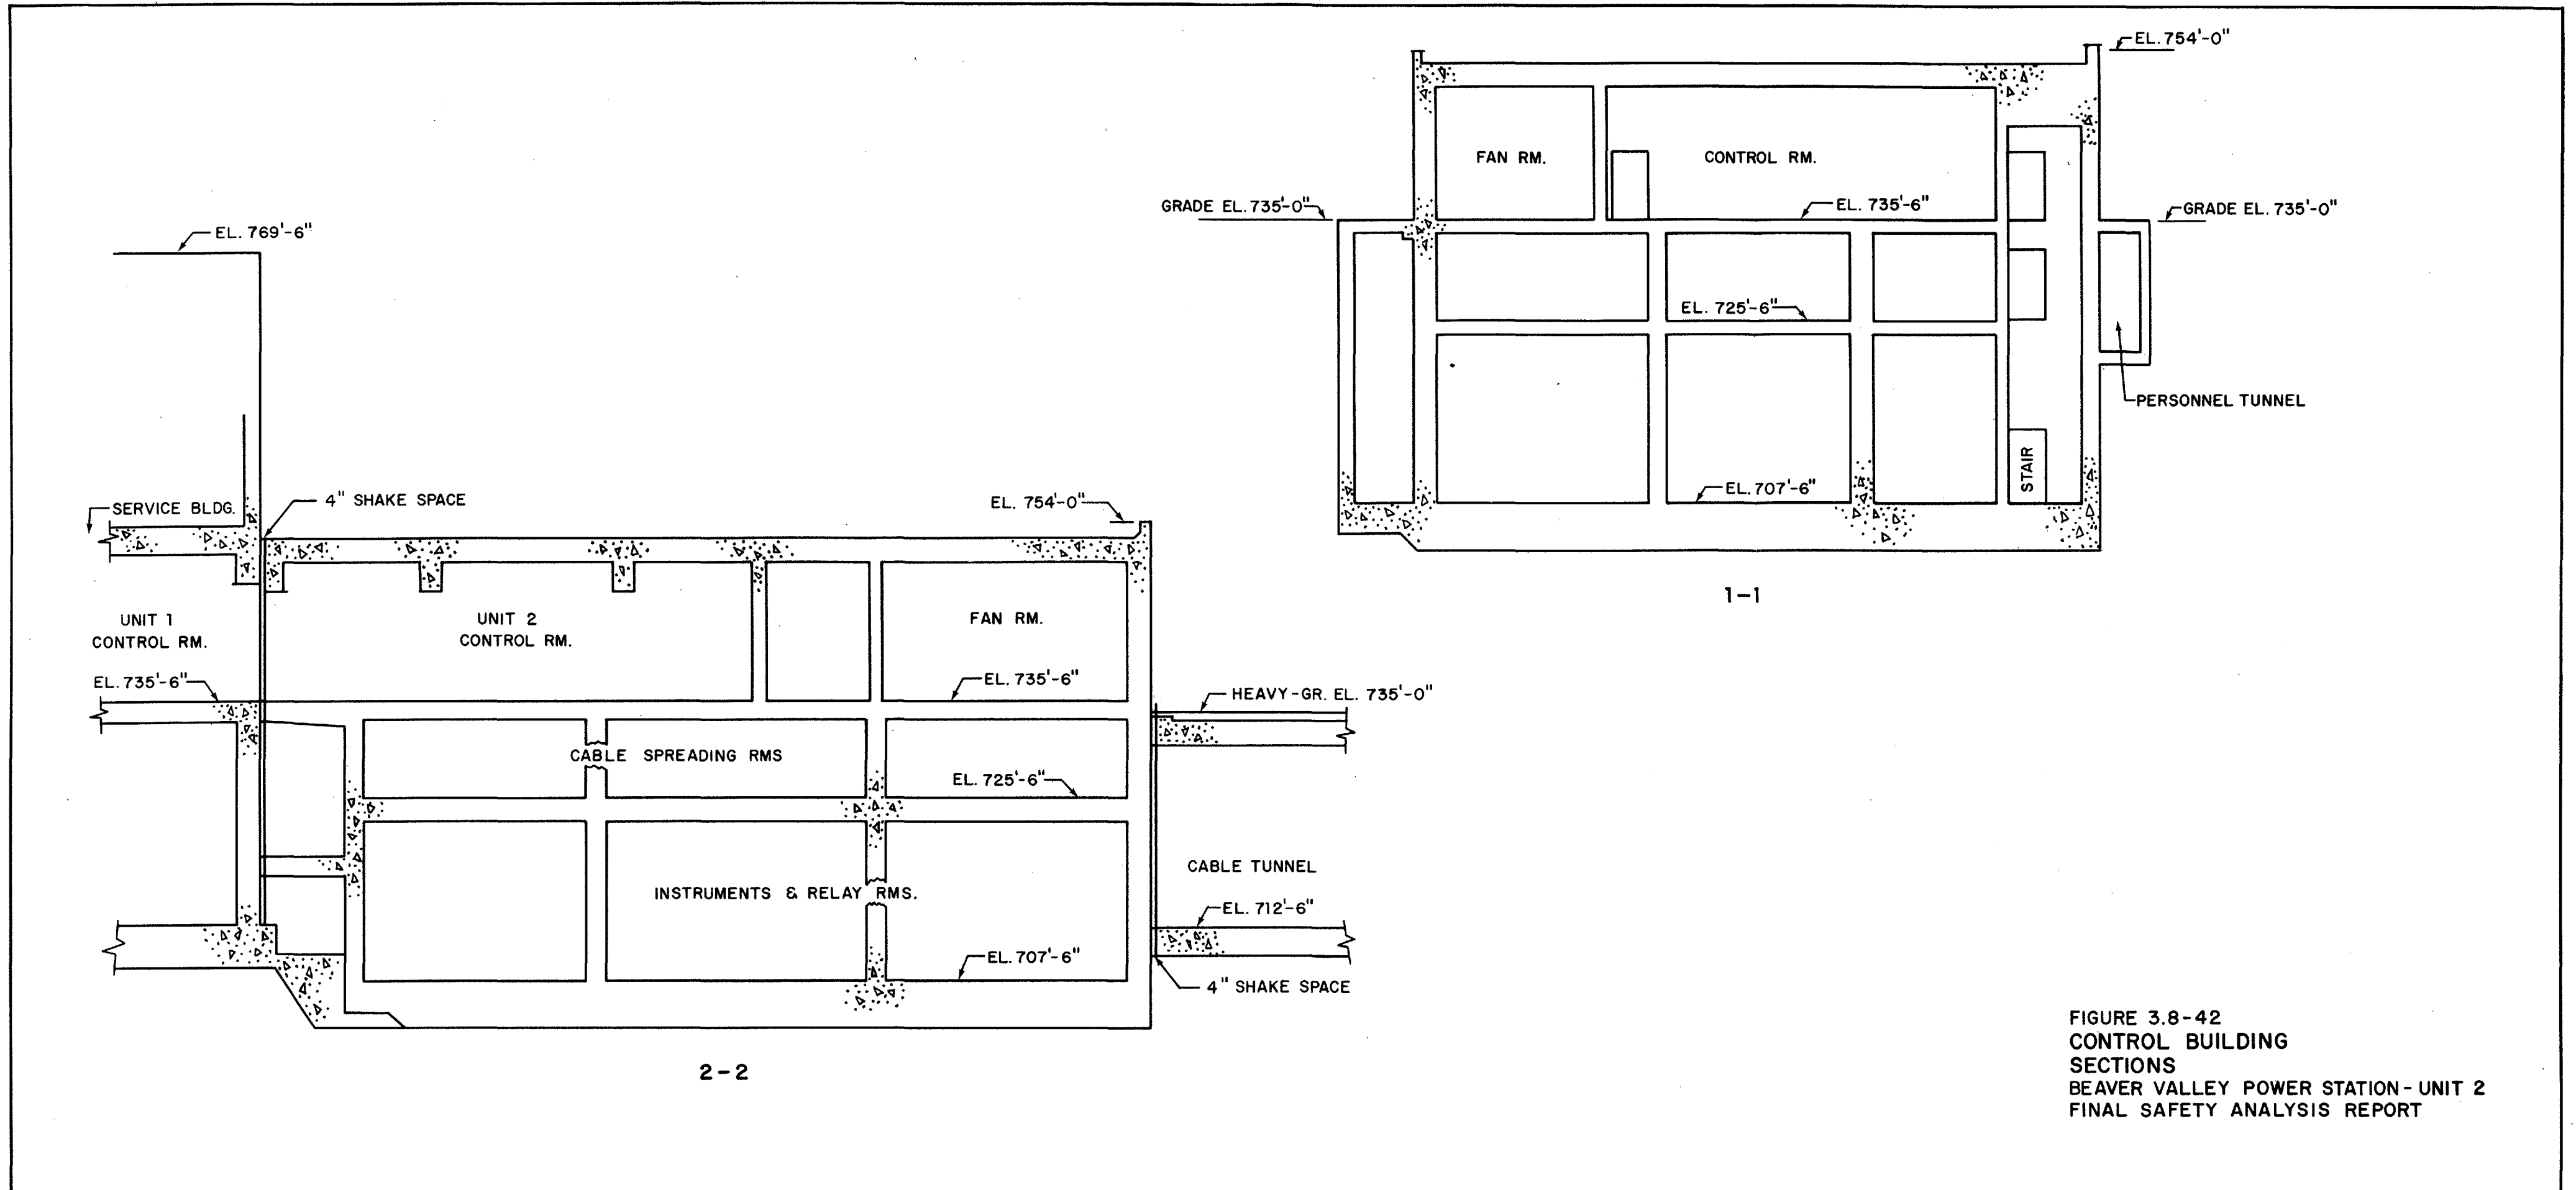 EL. 754'-0"
FAN RM.
CONTROL RM.
GRADE EL. 735'-0"
EL. 735'-6"
GRADE EL. 735'-0"
EL. 725'-6"
PERSONNEL TUNNEL
STAIR
EL. 707'-6"
1-1
EL. 769'-6"
SERVICE BLDG.
4" SHAKE SPACE
EL. 754'-0"
UNIT 1
CONTROL RM.
UNIT 2
CONTROL RM.
FAN RM.
EL. 735'-6"
EL. 735'-6"
HEAVY-GR. EL. 735'-0"
CABLE SPREADING RMS
EL. 725'-6"
CABLE TUNNEL
INSTRUMENTS & RELAY RMS.
EL. 712'-6"
EL. 707'-6"
4" SHAKE SPACE
2-2
FIGURE 3.8-42
CONTROL BUILDING
SECTIONS
BEAVER VALLEY POWER STATION - UNIT 2
FINAL SAFETY ANALYSIS REPORT